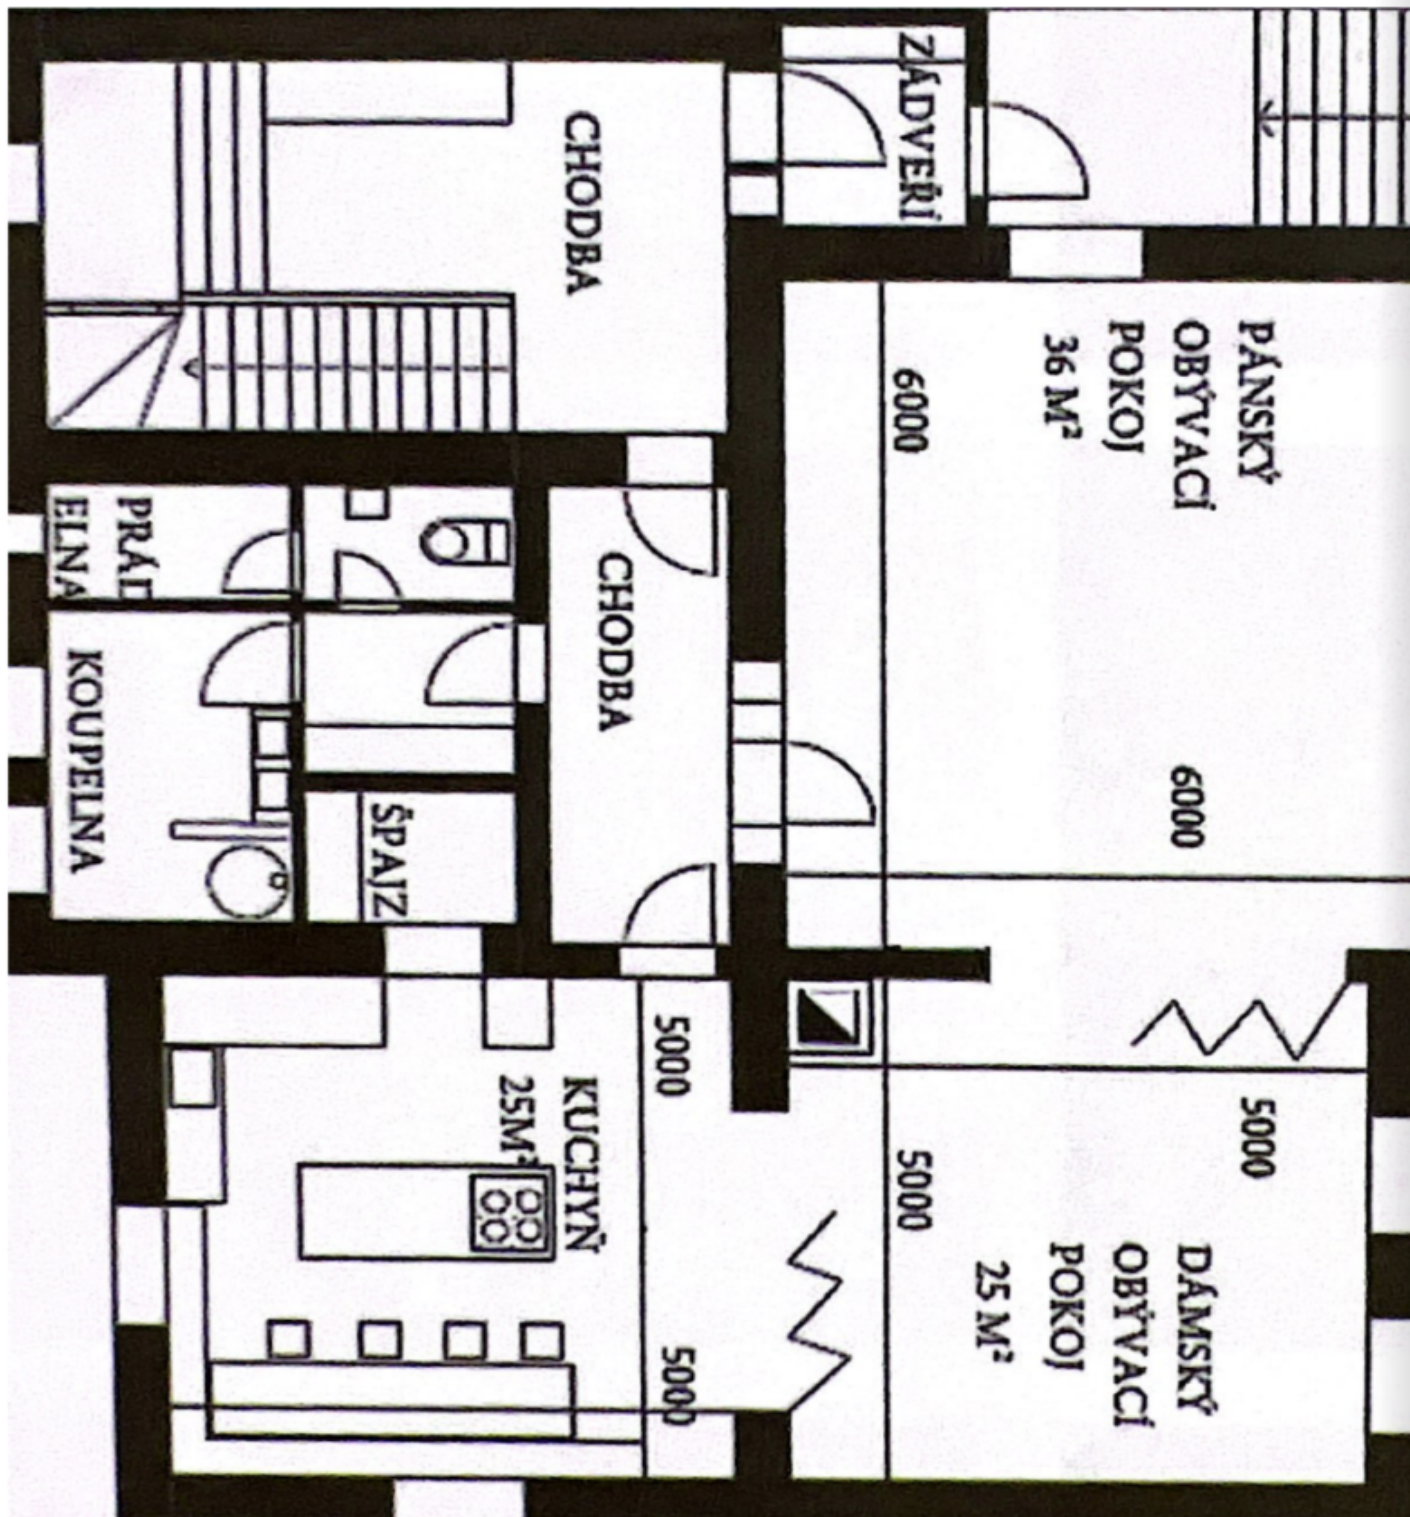 ZÁDVEŘÍ
CHODBA
PÁNSKÝ
OBÝVACÍ
POKOJ
36 M²
6000
6000
PRÁD
ELNA
CHODBA
KOUPELNA
ŠPAJZ
5000
KUCHYŇ
25M²
5000
5000
5000
DÁMSKÝ
OBÝVACÍ
POKOJ
25 M²